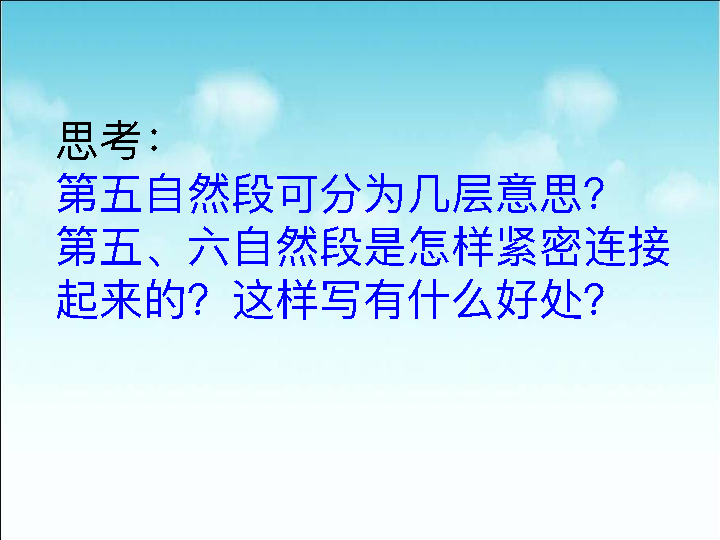 思考：
第五自然段可分为几层意思？
第五、六自然段是怎样紧密连接
起来的？这样写有什么好处？